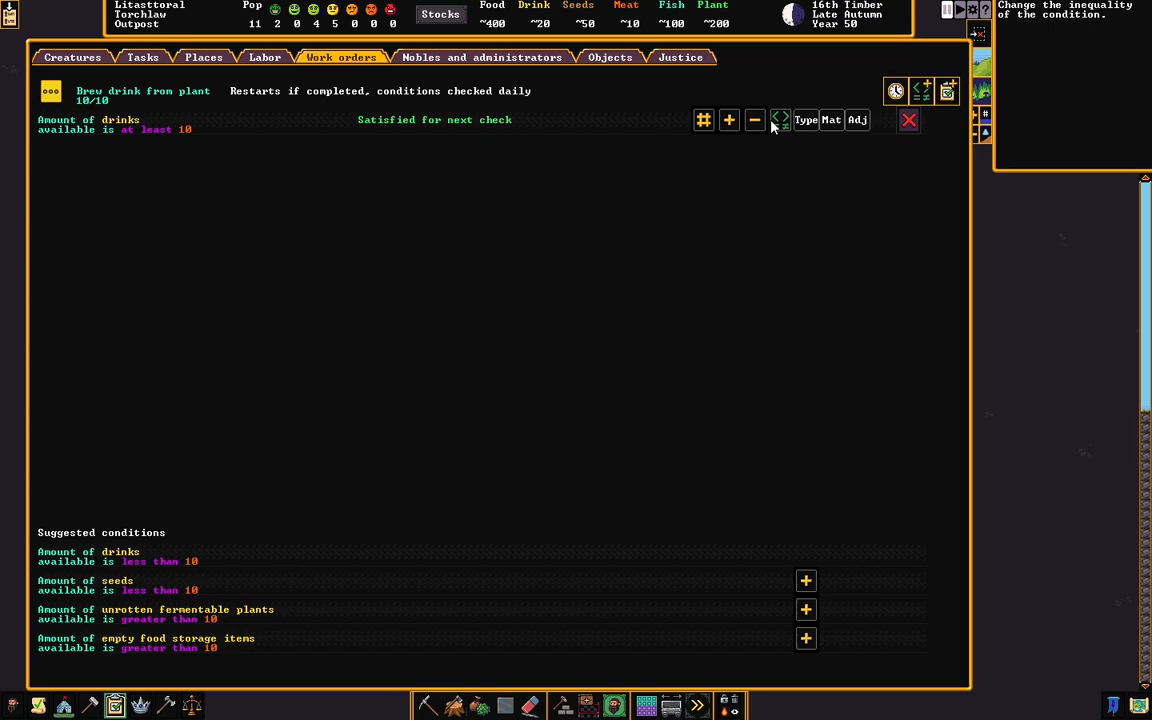 Litasttoral
Torchlaw
Outpost
Pop
11 2 0 4 5 0 0 0
Stocks
Food Drink Seeds Meat Fish Plant
~400 ~20 ~50 ~10 ~100 ~200
16th Timber
Late Autumn
Year 50
Change the inequality
of the condition.
Creatures Tasks Places Labor Work orders Nobles and administrators Objects Justice
Brew drink from plant
10/10
Restarts if completed, conditions checked daily
Amount of drinks
available is at least 10
Satisfied for next check
Type Mat Adj
Suggested conditions
Amount of drinks
available is less than 10
Amount of seeds
available is less than 10
Amount of unrotten fermentable plants
available is greater than 10
Amount of empty food storage items
available is greater than 10